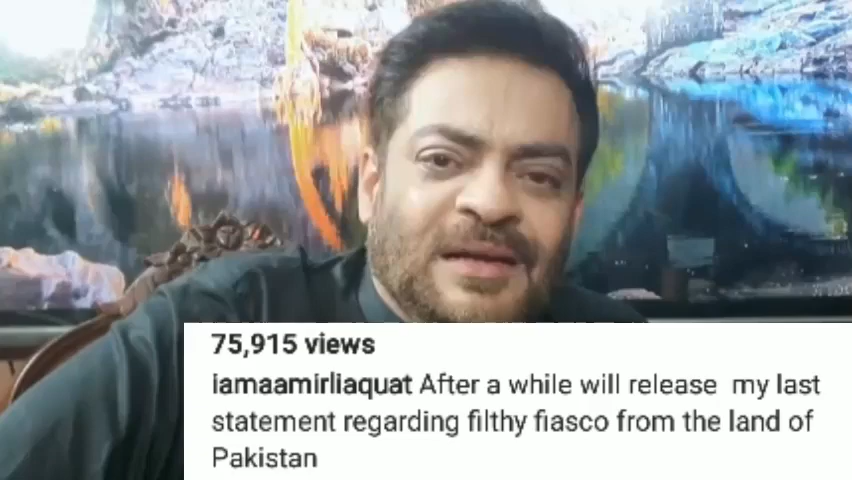 75,915 views
iamaamirliaquat After a while will release my last
statement regarding filthy fiasco from the land of
Pakistan